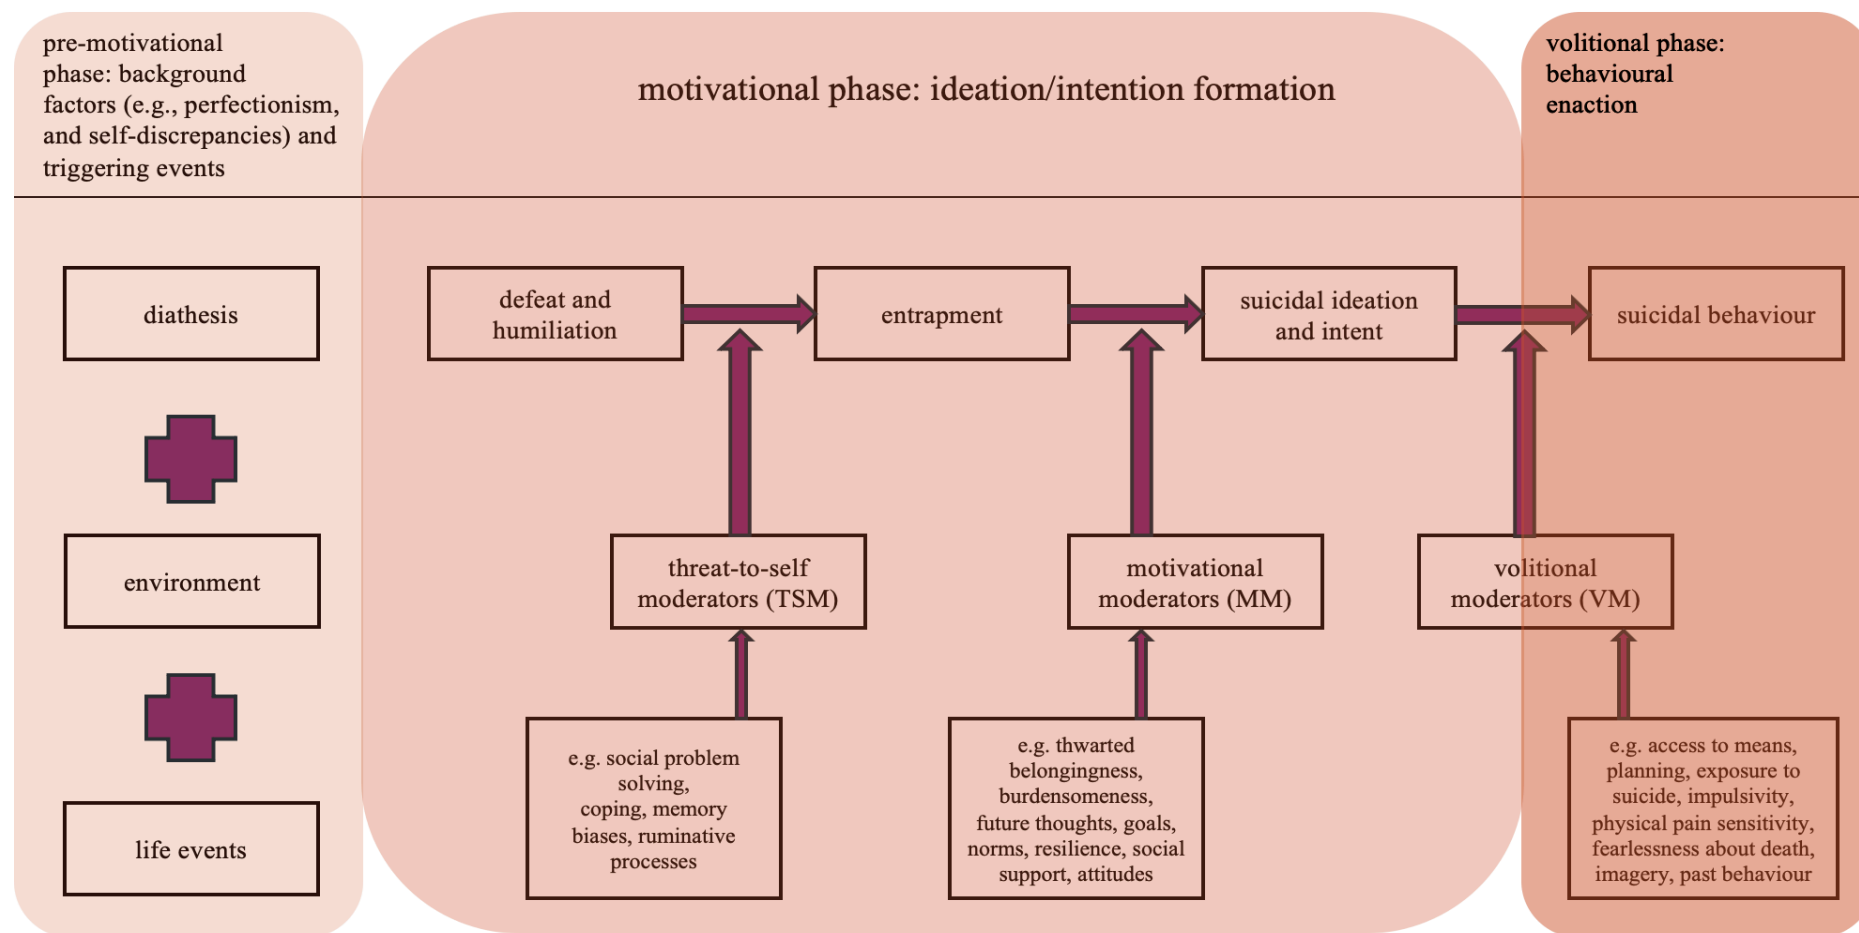 pre-motivational
phase: background
factors (e.g., perfectionism,
and self-discrepancies) and
triggering events
motivational phase: ideation/intention formation
volitional phase:
behavioural
enaction
diathesis
environment
life events
defeat and
humiliation
entrapment
suicidal ideation
and intent
suicidal behaviour
threat-to-self
moderators (TSM)
motivational
moderators (MM)
volitional
moderators (VM)
e.g. social problem
solving,
coping, memory
biases, ruminative
processes
e.g. thwarted
belongingness,
burdensomeness,
future thoughts, goals,
norms, resilience, social
support, attitudes
e.g. access to means,
planning, exposure to
suicide, impulsivity,
physical pain sensitivity,
fearlessness about death,
imagery, past behaviour